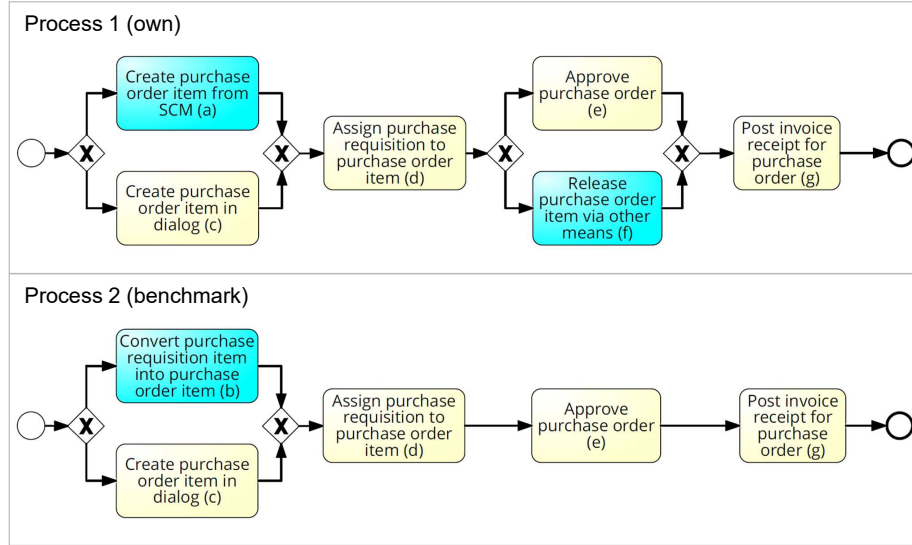 Process 1 (own)
Create purchase
order item from
SCM (a)
X
Create purchase
order item in
dialog (c)
X
Assign purchase
requisition to
purchase order
item (d)
X
Approve
purchase order
(e)
Release
purchase order
item via other
means (f)
X
Post invoice
receipt for
purchase
order (g)
Process 2 (benchmark)
Convert purchase
requisition item
into purchase
order item (b)
X
Create purchase
order item in
dialog (c)
X
Assign purchase
requisition to
purchase order
item (d)
Approve
purchase order
(e)
Post invoice
receipt for
purchase
order (g)